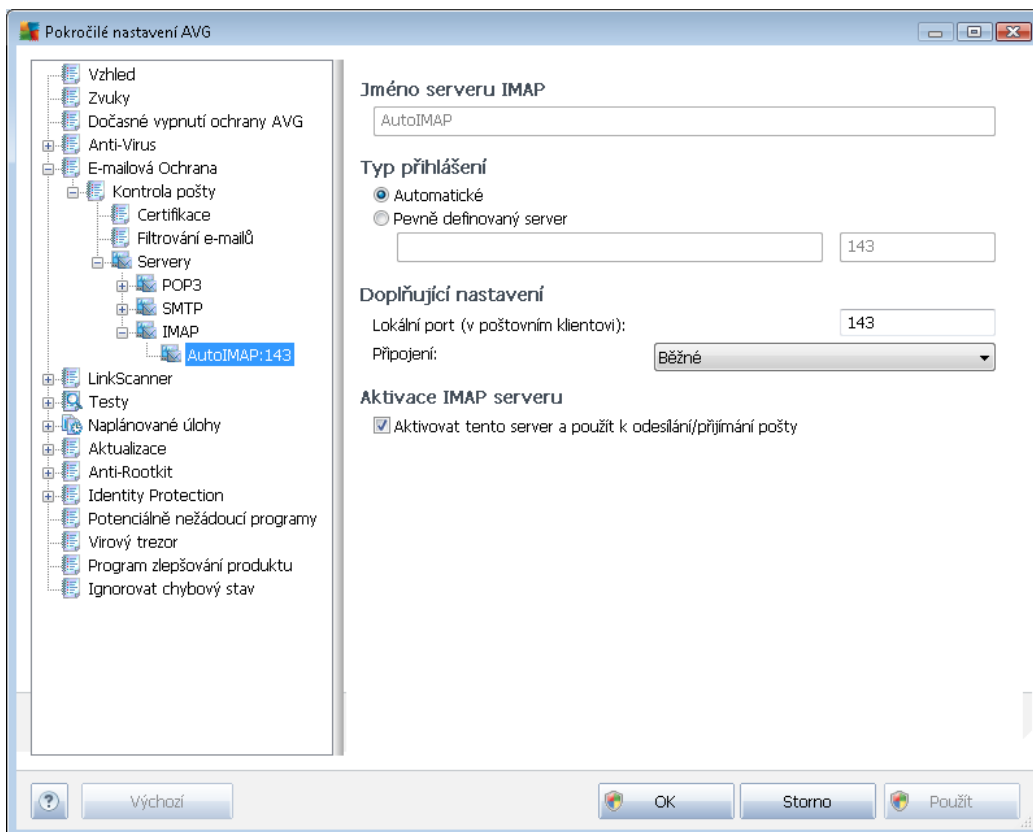 Pokročilé nastavení AVG
Vzhled
Zvuky
Dočasné vypnutí ochrany AVG
Anti-Virus
E-mailová Ochrana
Kontrola pošty
Certifikace
Filtrování e-mailů
Servery
POP3
SMTP
IMAP
AutoIMAP:143
LinkScanner
Testy
Naplánované úlohy
Aktualizace
Anti-Rootkit
Identity Protection
Potenciálně nežádoucí programy
Virový trezor
Program zlepšování produktu
Ignorovat chybový stav
Jméno serveru IMAP
AutoIMAP
Typ přihlášení
Automatické
Pevně definovaný server
143
Doplňující nastavení
Lokální port (v poštovním klientovi): 143
Připojení: Běžné
Aktivace IMAP serveru
Aktivovat tento server a použít k odesílání/přijímání pošty
? Výchozí OK Storno Použít